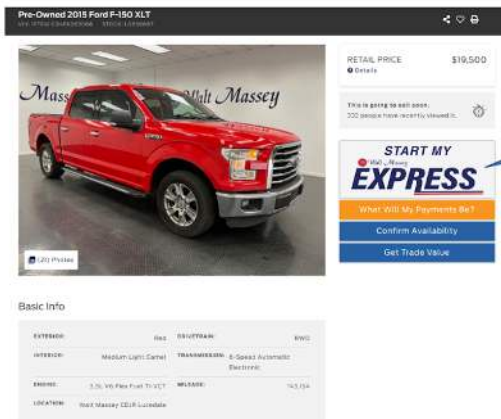 Pre-Owned 2015 Ford F-150 XLT
RETAIL PRICE $19,500
Details
This is going to sell soon.
people have recently viewed it.
Massey
Walt Massey
START MY
Walt Massey
EXPRESS
What Will My Payments Be?
Confirm Availability
Get Trade Value
Photos
Basic Info
EXTERIOR: Red DRIVETRAIN: RWD
INTERIOR: Medium Light Camel TRANSMISSION: 6-Speed Automatic
Electronic
ENGINE: 3.5L V6 Flex Fuel Ti-VCT MILEAGE:
LOCATION: Walt Massey CDJR Lucedale